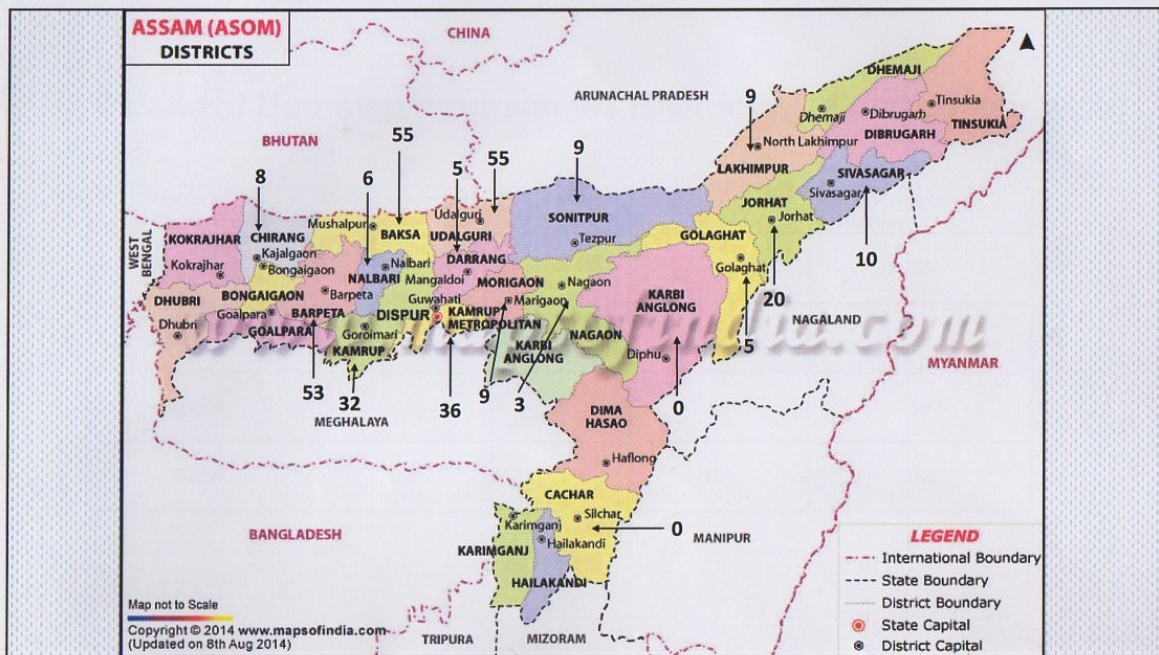 ASSAM (ASOM)
DISTRICTS
CHINA
ARUNACHAL PRADESH
BHUTAN
DHEMAJI
Dhemaji
Tinsukia
TINSUKIA
Dibrugarh
DIBRUGARH
9
North Lakhimpur
LAKHIMPUR
SIVASAGAR
Sivasagar
10
55
9
5
55
6
8
WEST
BENGAL
KOKRAJHAR
Kokrajhar
CHIRANG
Kajalgaon
Bongaigaon
BONGAIGAON
Mushalpur
BAKSA
Udalguri
UDALGURI
SONITPUR
Tezpur
JORHAT
Jorhat
20
GOLAGHAT
Golaghat
5
DHUBRI
Dhubri
Goalpara
GOALPARA
Barpeta
BARPETA
53
NALBARI
Nalbari
DARRANG
Mangaldoi
MORIGAON
Marigaon
9
Nagaon
NAGAON
3
Guwahati
DISPUR
KAMRUP
METROPOLITAN
36
Goroimari
KAMRUP
32
KARBI
ANGLONG
KARBI
ANGLONG
Diphu
0
www.mapsofindia.com
NAGALAND
MYANMAR
MEGHALAYA
DIMA
HASAO
Haflong
CACHAR
Silchar
0
Karimganj
KARIMGANJ
Hailakandi
HAILAKANDI
BANGLADESH
MANIPUR
TRIPURA
MIZORAM
LEGEND
International Boundary
State Boundary
District Boundary
State Capital
District Capital
Map not to Scale
Copyright © 2014 www.mapsofindia.com
(Updated on 8th Aug 2014)